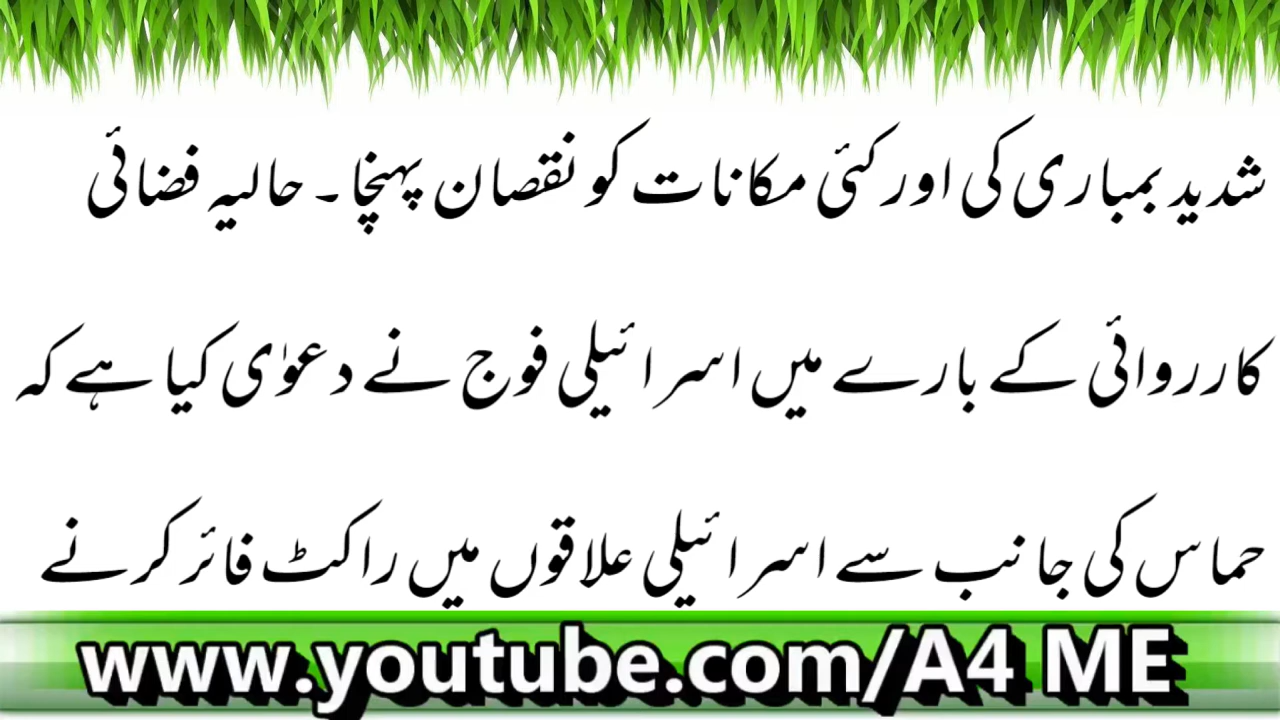 شدید بمباری کی اور کئی مکانات کو نقصان پہنچا۔ حالیہ فضائی
کارروائی کے بارے میں اسرائیلی فوج نے دعوٰی کیا ہے کہ
حماس کی جانب سے اسرائیلی علاقوں میں راکٹ فائر کرنے
www.youtube.com/A4 ME